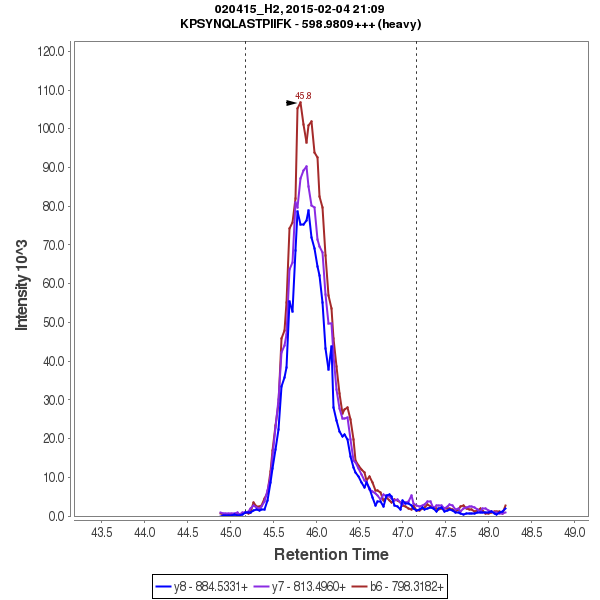 020415_H2, 2015-02-04 21:09
KPSYNQLASTPIIFK - 598.9809+++ (heavy)
120.0
110.0
100.0
90.0
80.0
70.0
60.0
50.0
40.0
30.0
20.0
10.0
0.0
Intensity 10^3
45.8
43.5 44.0 44.5 45.0 45.5 46.0 46.5 47.0 47.5 48.0 48.5 49.0
Retention Time
y8 - 884.5331+ y7 - 813.4960+ b6 - 798.3182+